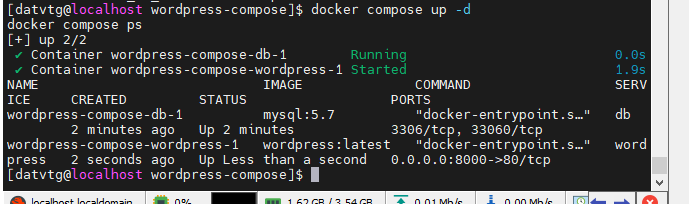 [datvtg@localhost wordpress-compose]$ docker compose up -d
docker compose ps
[+] up 2/2
✔ Container wordpress-compose-db-1 Running 0.0s
✔ Container wordpress-compose-wordpress-1 Started 1.9s
NAME IMAGE COMMAND SERV
ICE CREATED STATUS PORTS
wordpress-compose-db-1 mysql:5.7 "docker-entrypoint.s…" db
2 minutes ago Up 2 minutes 3306/tcp, 33060/tcp
wordpress-compose-wordpress-1 wordpress:latest "docker-entrypoint.s…" word
press 2 seconds ago Up Less than a second 0.0.0.0:8000->80/tcp
[datvtg@localhost wordpress-compose]$
localhost.localdomain 0% 1.62 GB / 3.54 GB 0.01 Mb/s 0.00 Mb/s